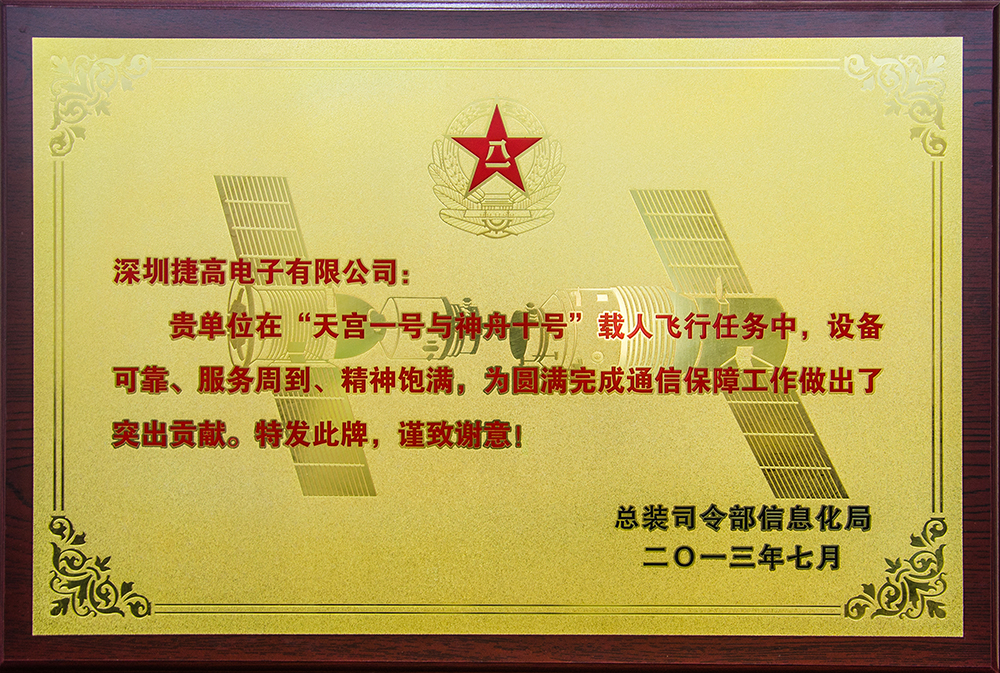 八一
深圳捷高电子有限公司：
贵单位在“天宫一号与神舟十号”载人飞行任务中，设备
可靠、服务周到、精神饱满，为圆满完成通信保障工作做出了
突出贡献。特发此牌，谨致谢意！
总装司令部信息化局
二〇一三年七月